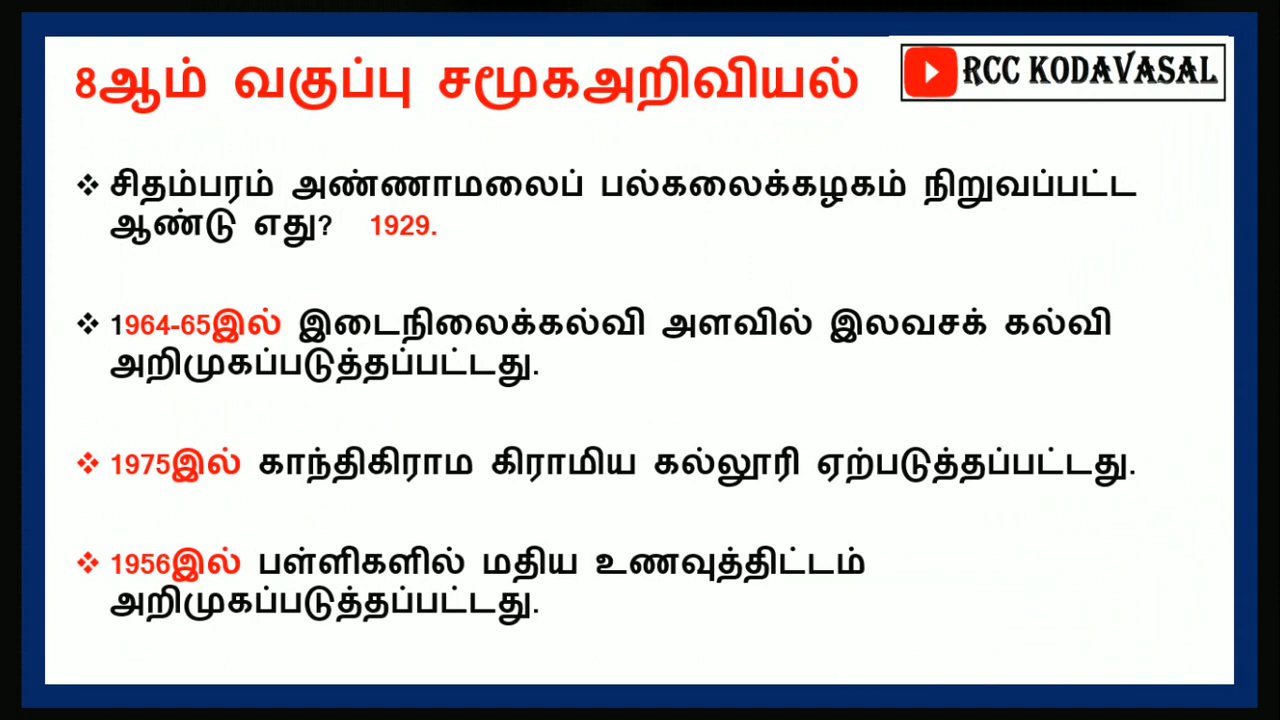 8ஆம் வகுப்பு சமூகஅறிவியல்
RCC KODAVASAL
❖ சிதம்பரம் அண்ணாமலைப் பல்கலைக்கழகம் நிறுவப்பட்ட
ஆண்டு எது? 1929.
❖ 1964-65இல் இடைநிலைக்கல்வி அளவில் இலவசக் கல்வி
அறிமுகப்படுத்தப்பட்டது.
❖ 1975இல் காந்திகிராம கிராமிய கல்லூரி ஏற்படுத்தப்பட்டது.
❖ 1956இல் பள்ளிகளில் மதிய உணவுத்திட்டம்
அறிமுகப்படுத்தப்பட்டது.